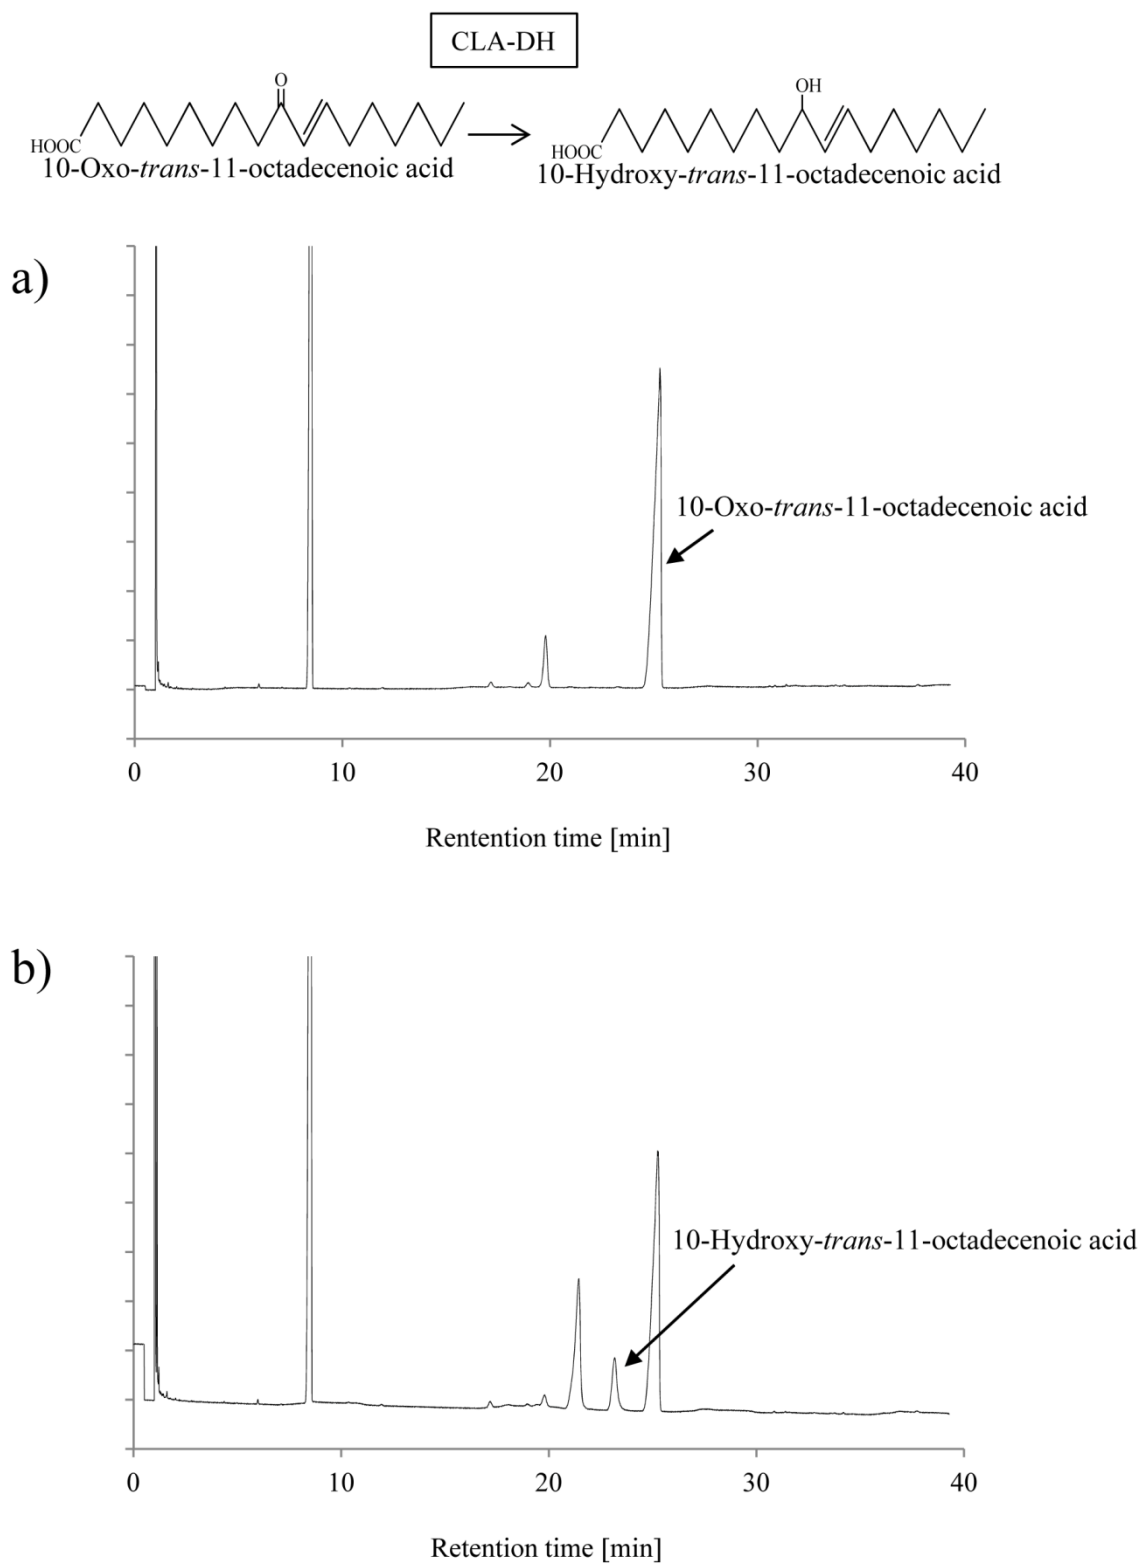 CLA-DH
O
HOOC
10-Oxo-trans-11-octadecenoic acid
OH
HOOC
10-Hydroxy-trans-11-octadecenoic acid
a)
10-Oxo-trans-11-octadecenoic acid
0 10 20 30 40
Rentention time [min]
b)
10-Hydroxy-trans-11-octadecenoic acid
0 10 20 30 40
Retention time [min]